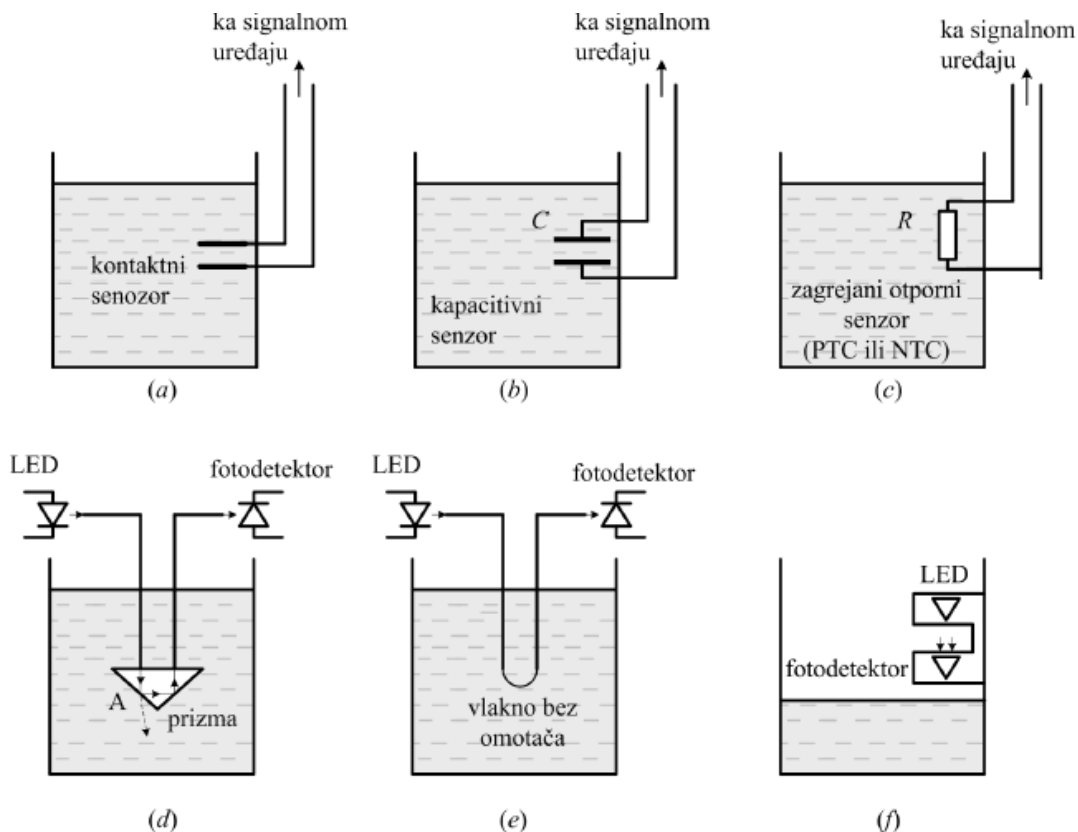 ka signalnom
uređaju
kontaktni
senozor
(a)
ka signalnom
uređaju
C
kapacitivni
senzor
(b)
ka signalnom
uređaju
R
zagrejani otporni
senzor
(PTC ili NTC)
(c)
LED
fotodetektor
A
prizma
(d)
LED
fotodetektor
vlakno bez
omotača
(e)
LED
fotodetektor
(f)